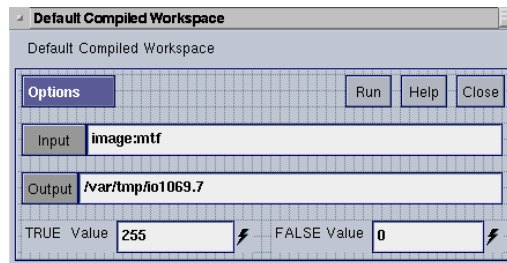 Default Compiled Workspace
Default Compiled Workspace
Options Run Help Close
Input image:mtf
Output /var/tmp/io1069.7
TRUE Value 255 FALSE Value 0